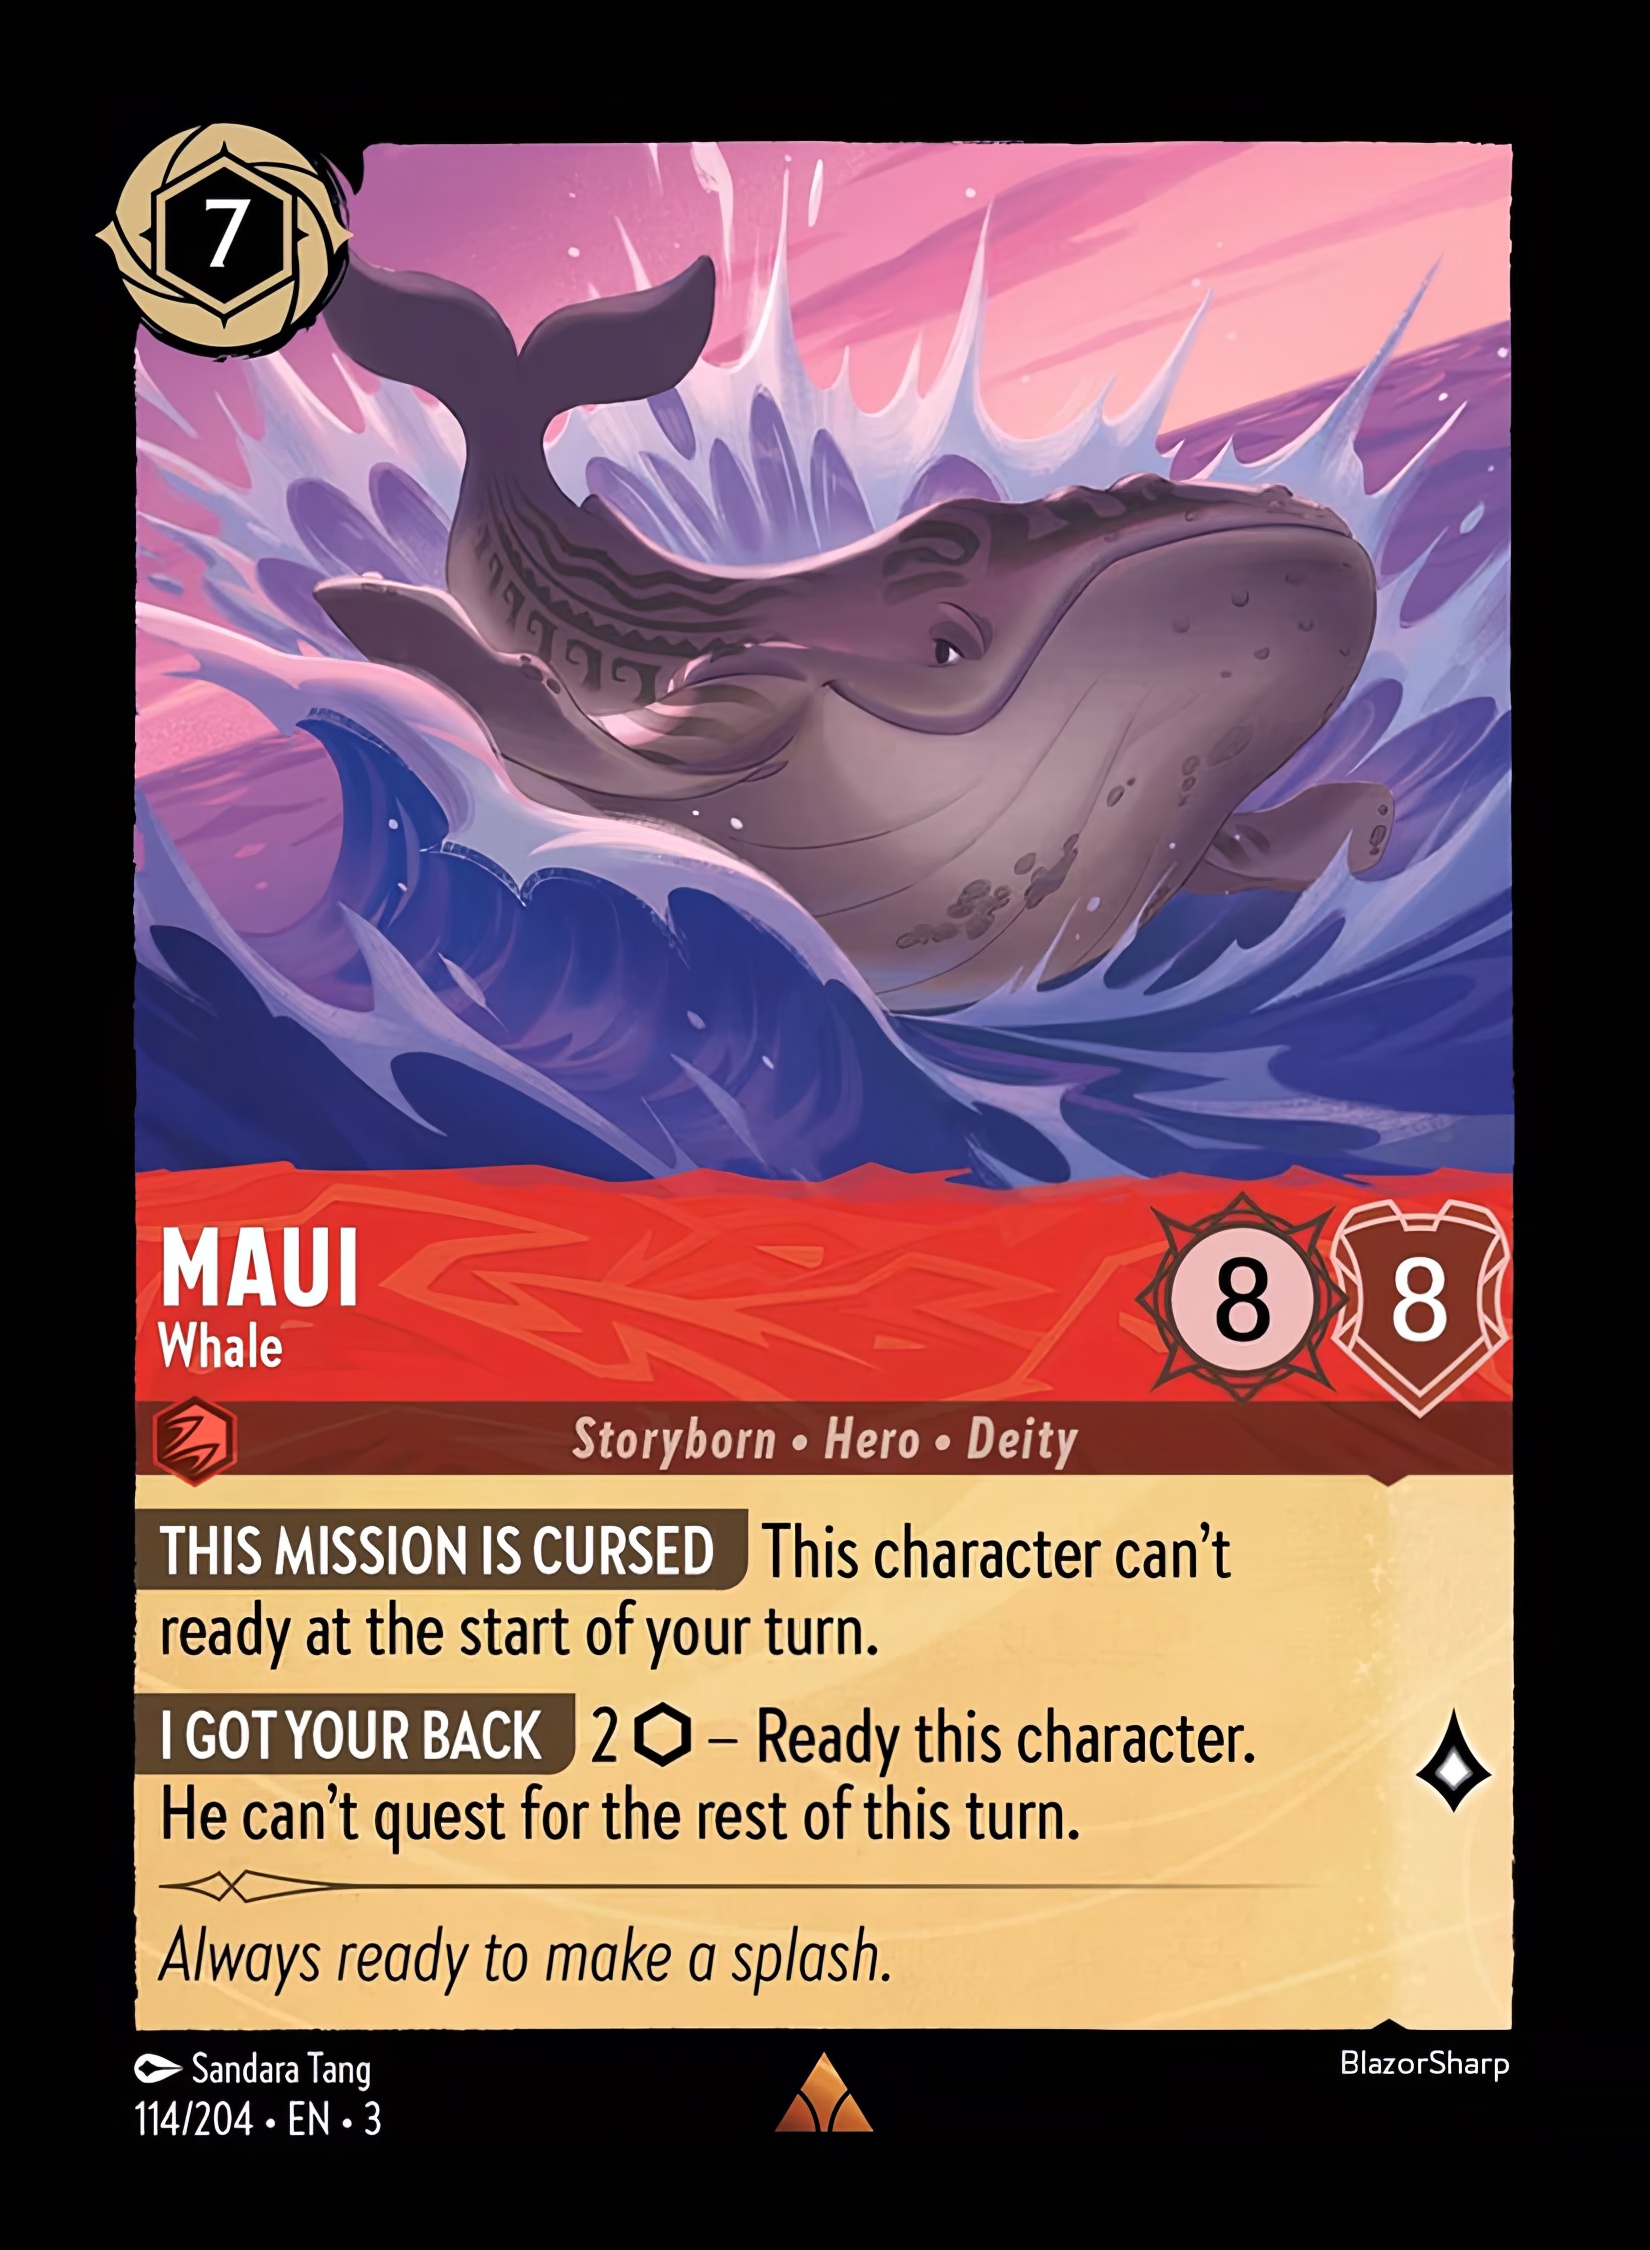 7
MAUI
Whale
8 8
Storyborn • Hero • Deity
THIS MISSION IS CURSED This character can’t
ready at the start of your turn.
I GOT YOUR BACK 2 ⬡ – Ready this character.
He can’t quest for the rest of this turn.
Always ready to make a splash.
Sandara Tang
BlazorSharp
114/204 • EN • 3